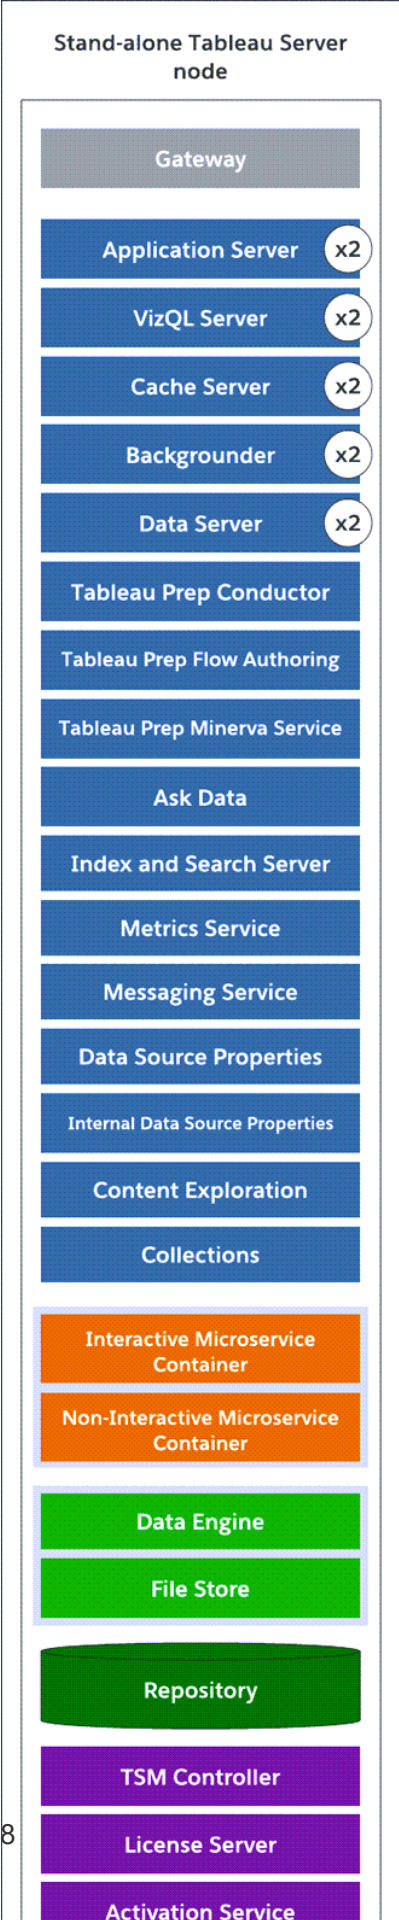 Stand-alone Tableau Server
node
Gateway
Application Server x2
VizQL Server x2
Cache Server x2
Backgrounder x2
Data Server x2
Tableau Prep Conductor
Tableau Prep Flow Authoring
Tableau Prep Minerva Service
Ask Data
Index and Search Server
Metrics Service
Messaging Service
Data Source Properties
Internal Data Source Properties
Content Exploration
Collections
Interactive Microservice
Container
Non-Interactive Microservice
Container
Data Engine
File Store
Repository
TSM Controller
8
License Server
Activation Service